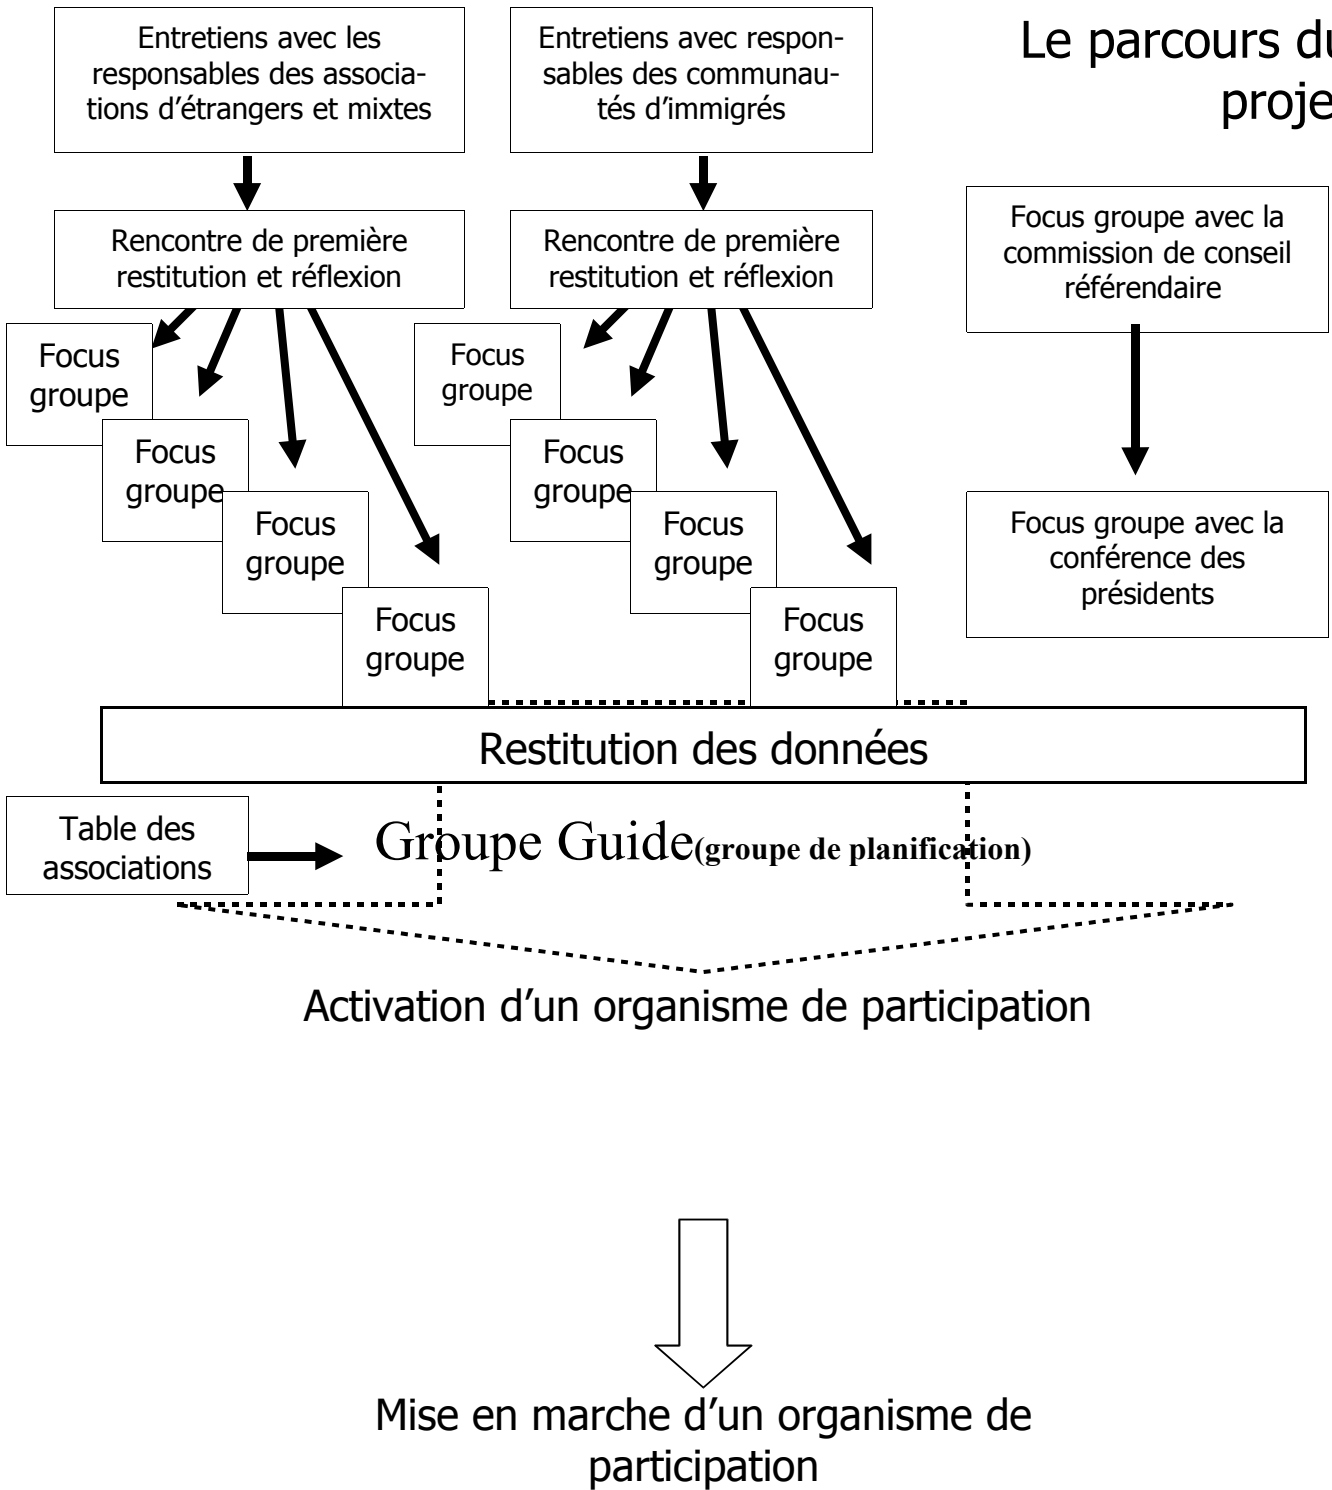 Le parcours du
proje
Entretiens avec les
responsables des associa-
tions d’étrangers et mixtes
Entretiens avec respon-
sables des communau-
tés d’immigrés
Rencontre de première
restitution et réflexion
Rencontre de première
restitution et réflexion
Focus groupe avec la
commission de conseil
référendaire
Focus
groupe
Focus
groupe
Focus
groupe
Focus
groupe
Focus
groupe
Focus
groupe
Focus
groupe
Focus
groupe
Focus groupe avec la
conférence des
présidents
Restitution des données
Table des
associations
Groupe Guide(groupe de planification)
Activation d’un organisme de participation
Mise en marche d’un organisme de
participation